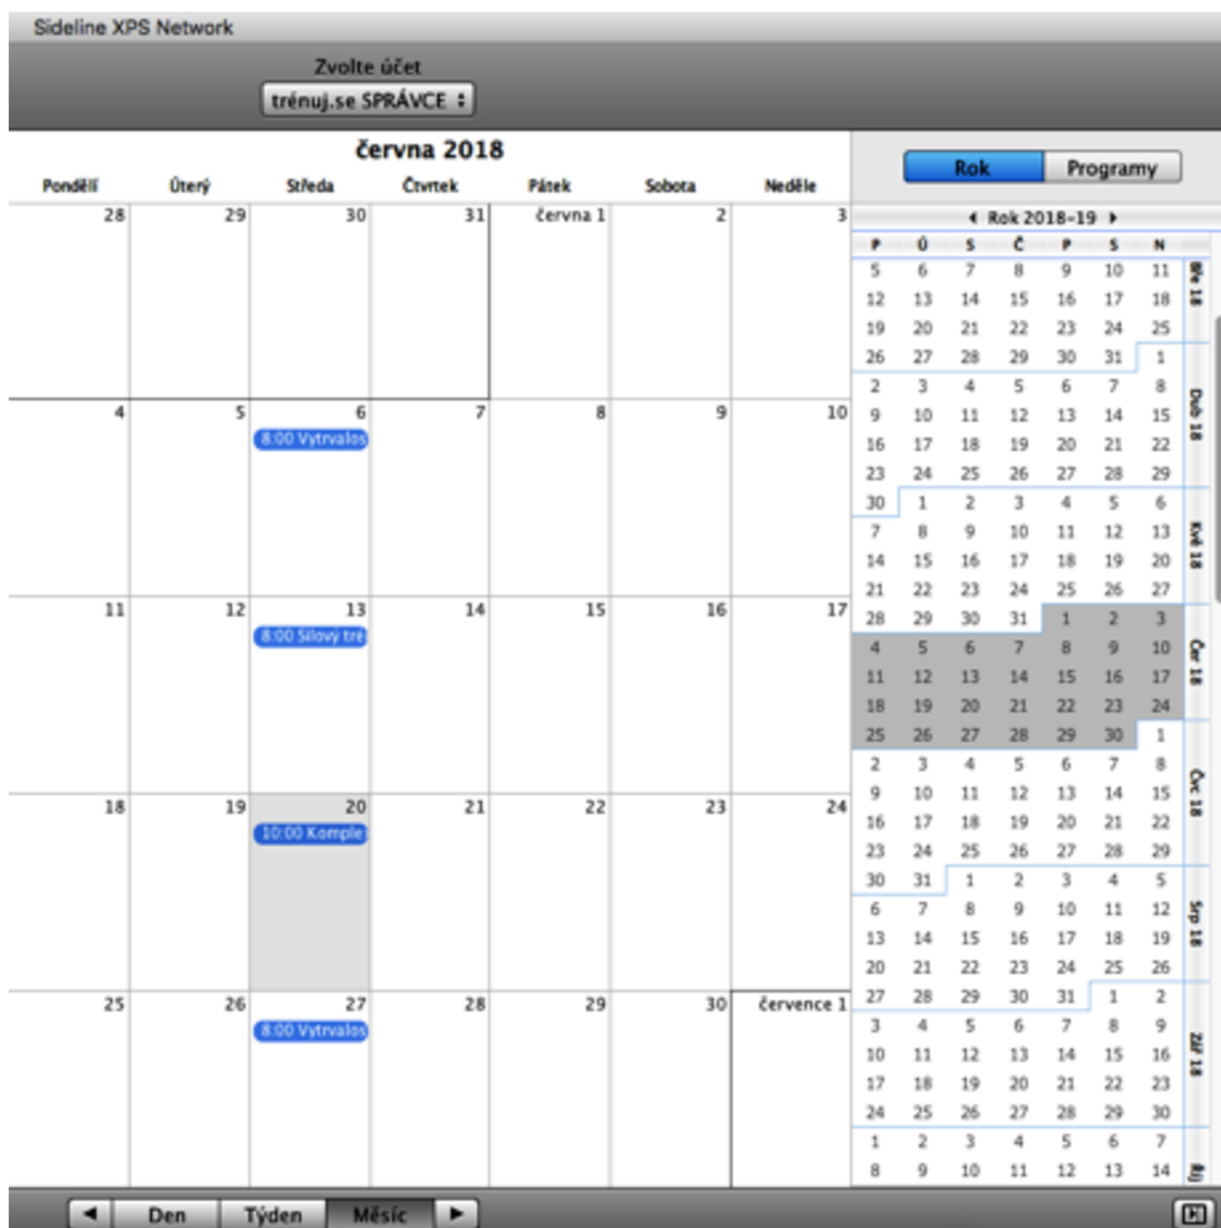 Sideline XPS Network
Zvolte účet
trénuj.se SPRÁVCE
června 2018
Pondělí Úterý Středa Čtvrtek Pátek Sobota Neděle
28 29 30 31 června 1 2 3
4 5 6 7 8 9 10
8:00 Vytrvalos
11 12 13 14 15 16 17
8:00 Silový tré
18 19 20 21 22 23 24
10:00 Komple
25 26 27 28 29 30 července 1
8:00 Vytrvalos
Rok Programy
Rok 2018-19
P Ú S Č P S N
5 6 7 8 9 10 11
Bře 18
12 13 14 15 16 17 18
19 20 21 22 23 24 25
26 27 28 29 30 31 1
2 3 4 5 6 7 8
Dub 18
9 10 11 12 13 14 15
16 17 18 19 20 21 22
23 24 25 26 27 28 29
30 1 2 3 4 5 6
Kvě 18
7 8 9 10 11 12 13
14 15 16 17 18 19 20
21 22 23 24 25 26 27
28 29 30 31 1 2 3
Čer 18
4 5 6 7 8 9 10
11 12 13 14 15 16 17
18 19 20 21 22 23 24
25 26 27 28 29 30 1
Čvc 18
2 3 4 5 6 7 8
9 10 11 12 13 14 15
16 17 18 19 20 21 22
23 24 25 26 27 28 29
30 31 1 2 3 4 5
Srp 18
6 7 8 9 10 11 12
13 14 15 16 17 18 19
20 21 22 23 24 25 26
27 28 29 30 31 1 2
Zář 18
3 4 5 6 7 8 9
10 11 12 13 14 15 16
17 18 19 20 21 22 23
24 25 26 27 28 29 30
1 2 3 4 5 6 7
Říj
8 9 10 11 12 13 14
Den Týden Měsíc